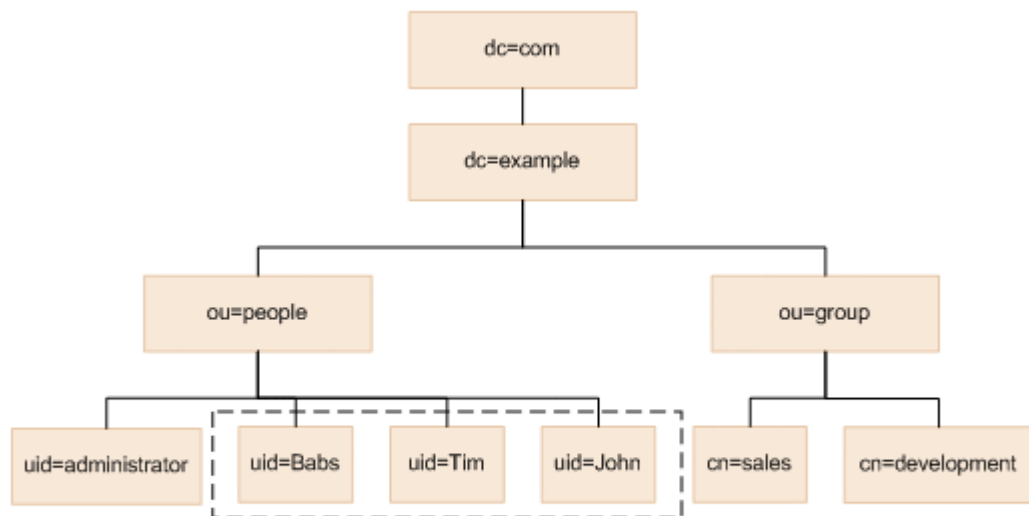 dc=com
dc=example
ou=people
ou=group
uid=administrator
uid=Babs
uid=Tim
uid=John
cn=sales
cn=development